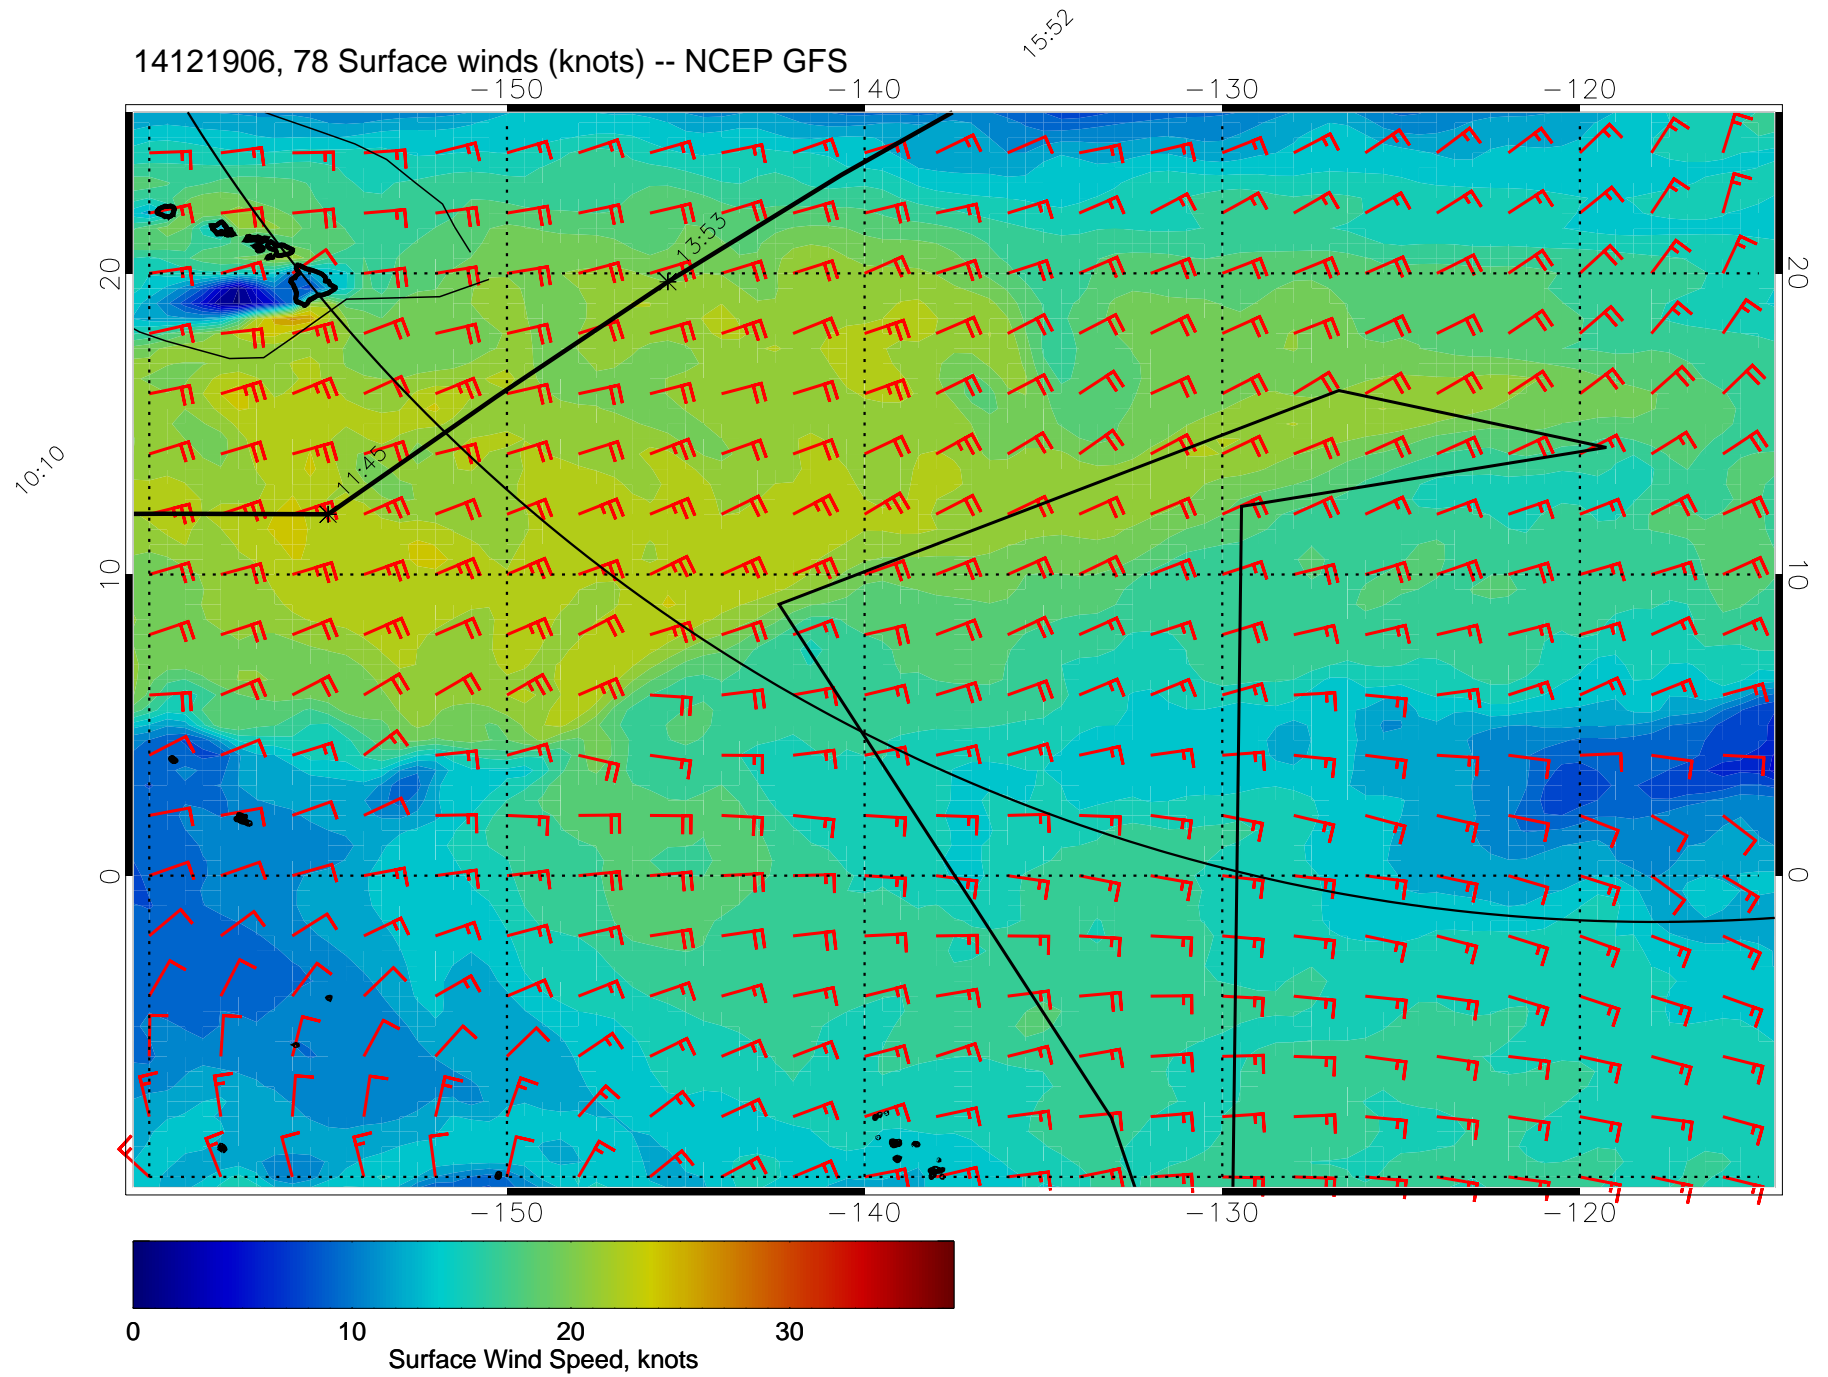 15:52
14121906, 78 Surface winds (knots) -- NCEP GFS
-150 -140 -130 -120
13:53
20 20
10:10
11:45
10 10
0 0
-150 -140 -130 -120
0 10 20 30
Surface Wind Speed, knots